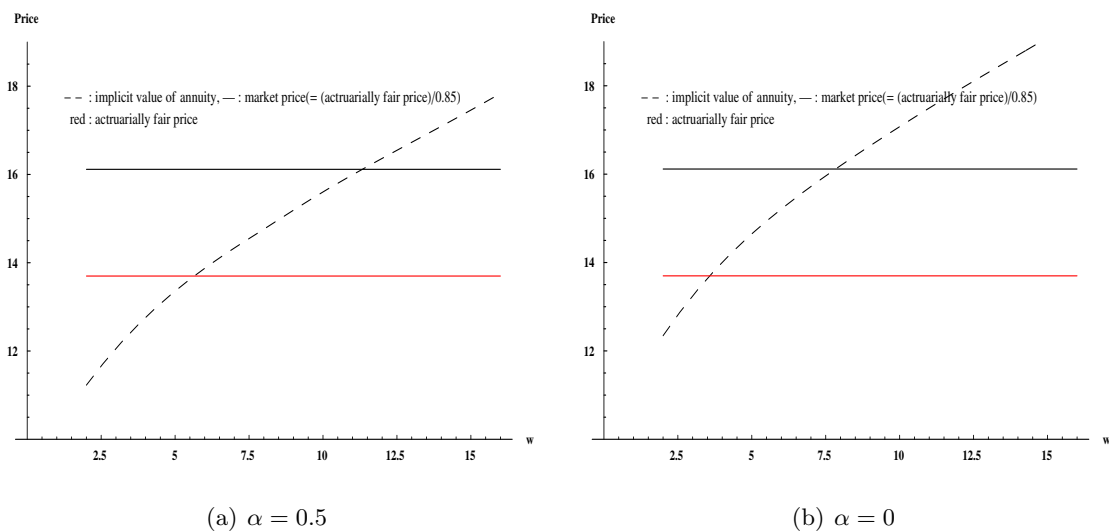 Price
18
16
14
12
– – : implicit value of annuity, — : market price(= (actruarially fair price)/0.85)
red : actruarially fair price
2.5 5 7.5 10 12.5 15
w
(a) α = 0.5
Price
18
16
14
12
– – : implicit value of annuity, — : market price(= (actruarially fair price)/0.85)
red : actruarially fair price
2.5 5 7.5 10 12.5 15
w
(b) α = 0